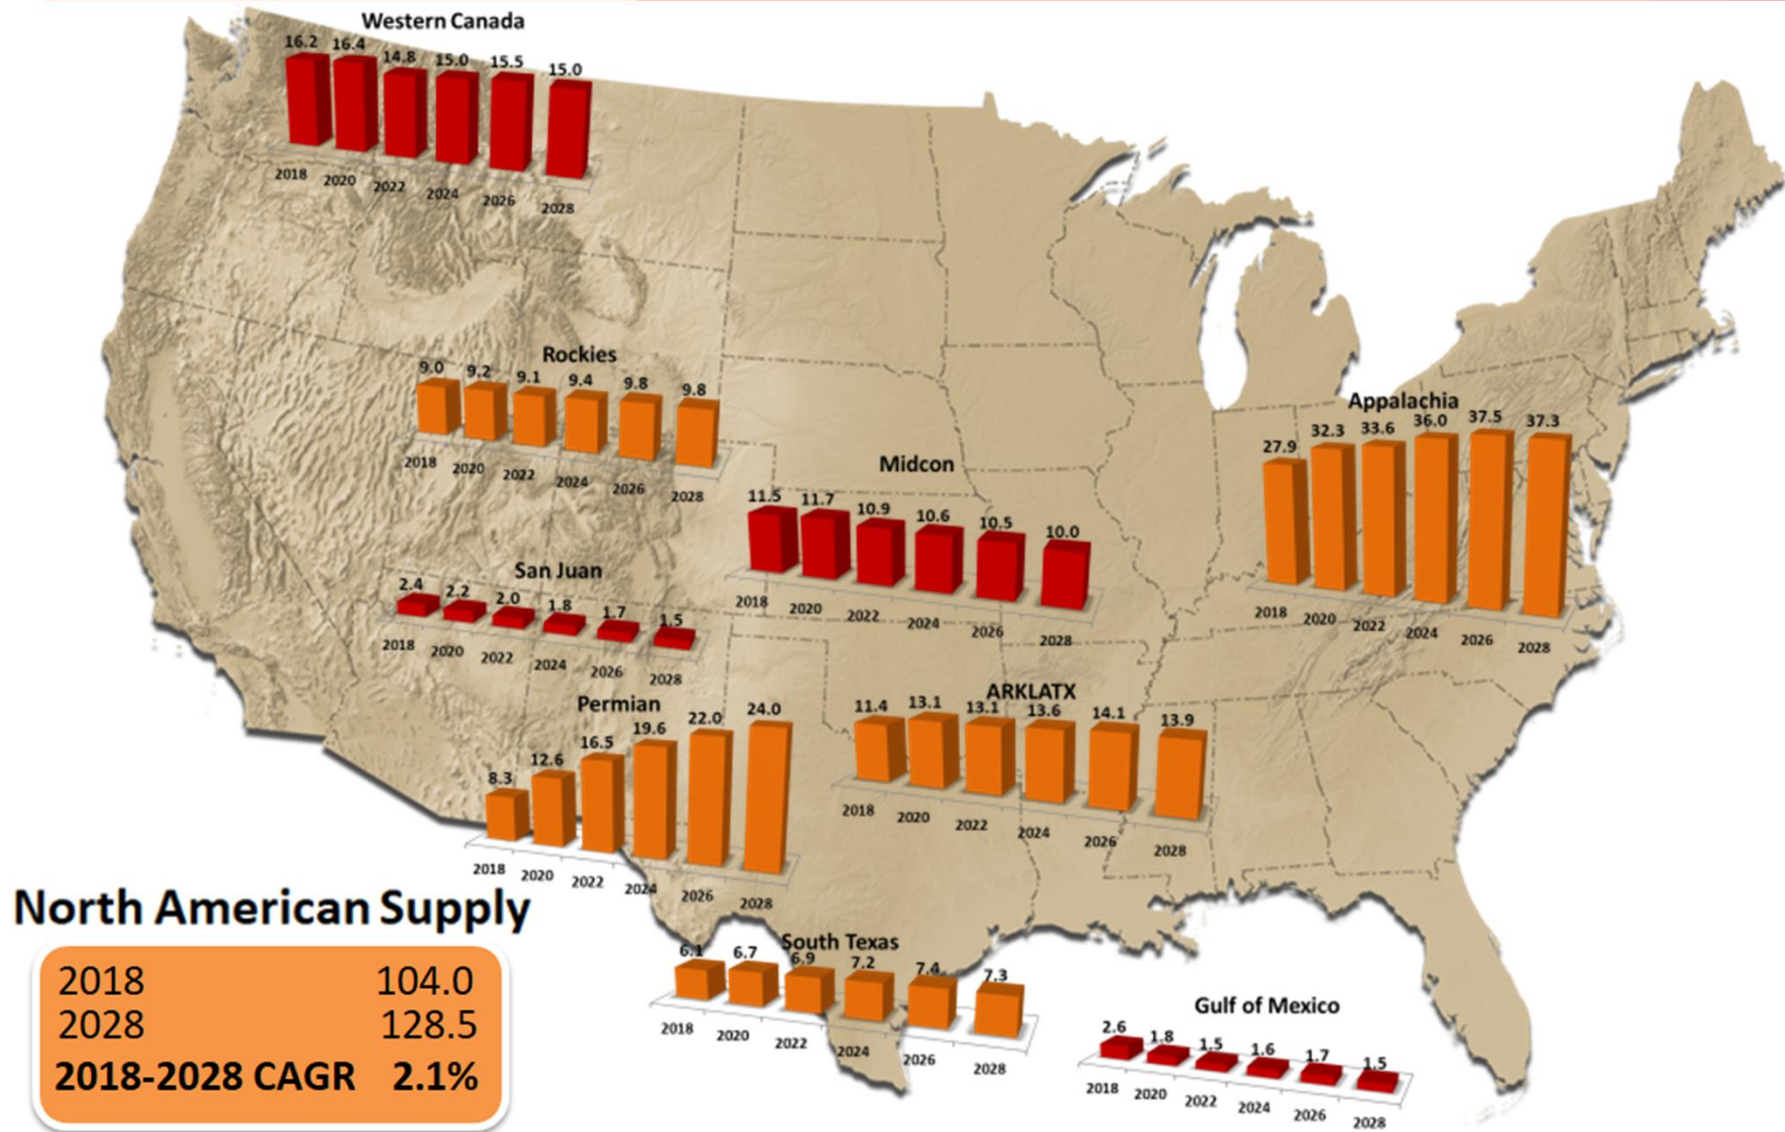 Western Canada
16.2 16.4 14.8 15.0 15.5 15.0
2018 2020 2022 2024 2026 2028
Rockies
9.0 9.2 9.1 9.4 9.8 9.8
2018 2020 2022 2024 2026 2028
Appalachia
27.9 32.3 33.6 36.0 37.5 37.3
2018 2020 2022 2024 2026 2028
Midcon
11.5 11.7 10.9 10.6 10.5 10.0
2018 2020 2022 2024 2026 2028
San Juan
2.4 2.2 2.0 1.8 1.7 1.5
2018 2020 2022 2024 2026 2028
Permian
8.3 12.6 16.5 19.6 22.0 24.0
2018 2020 2022 2024 2026 2028
ARKLATX
11.4 13.1 13.1 13.6 14.1 13.9
2018 2020 2022 2024 2026 2028
South Texas
6.1 6.7 6.9 7.2 7.4 7.3
2018 2020 2022 2024 2026 2028
Gulf of Mexico
2.6 1.8 1.5 1.6 1.7 1.5
2018 2020 2022 2024 2026 2028
North American Supply
2018 104.0
2028 128.5
2018-2028 CAGR 2.1%